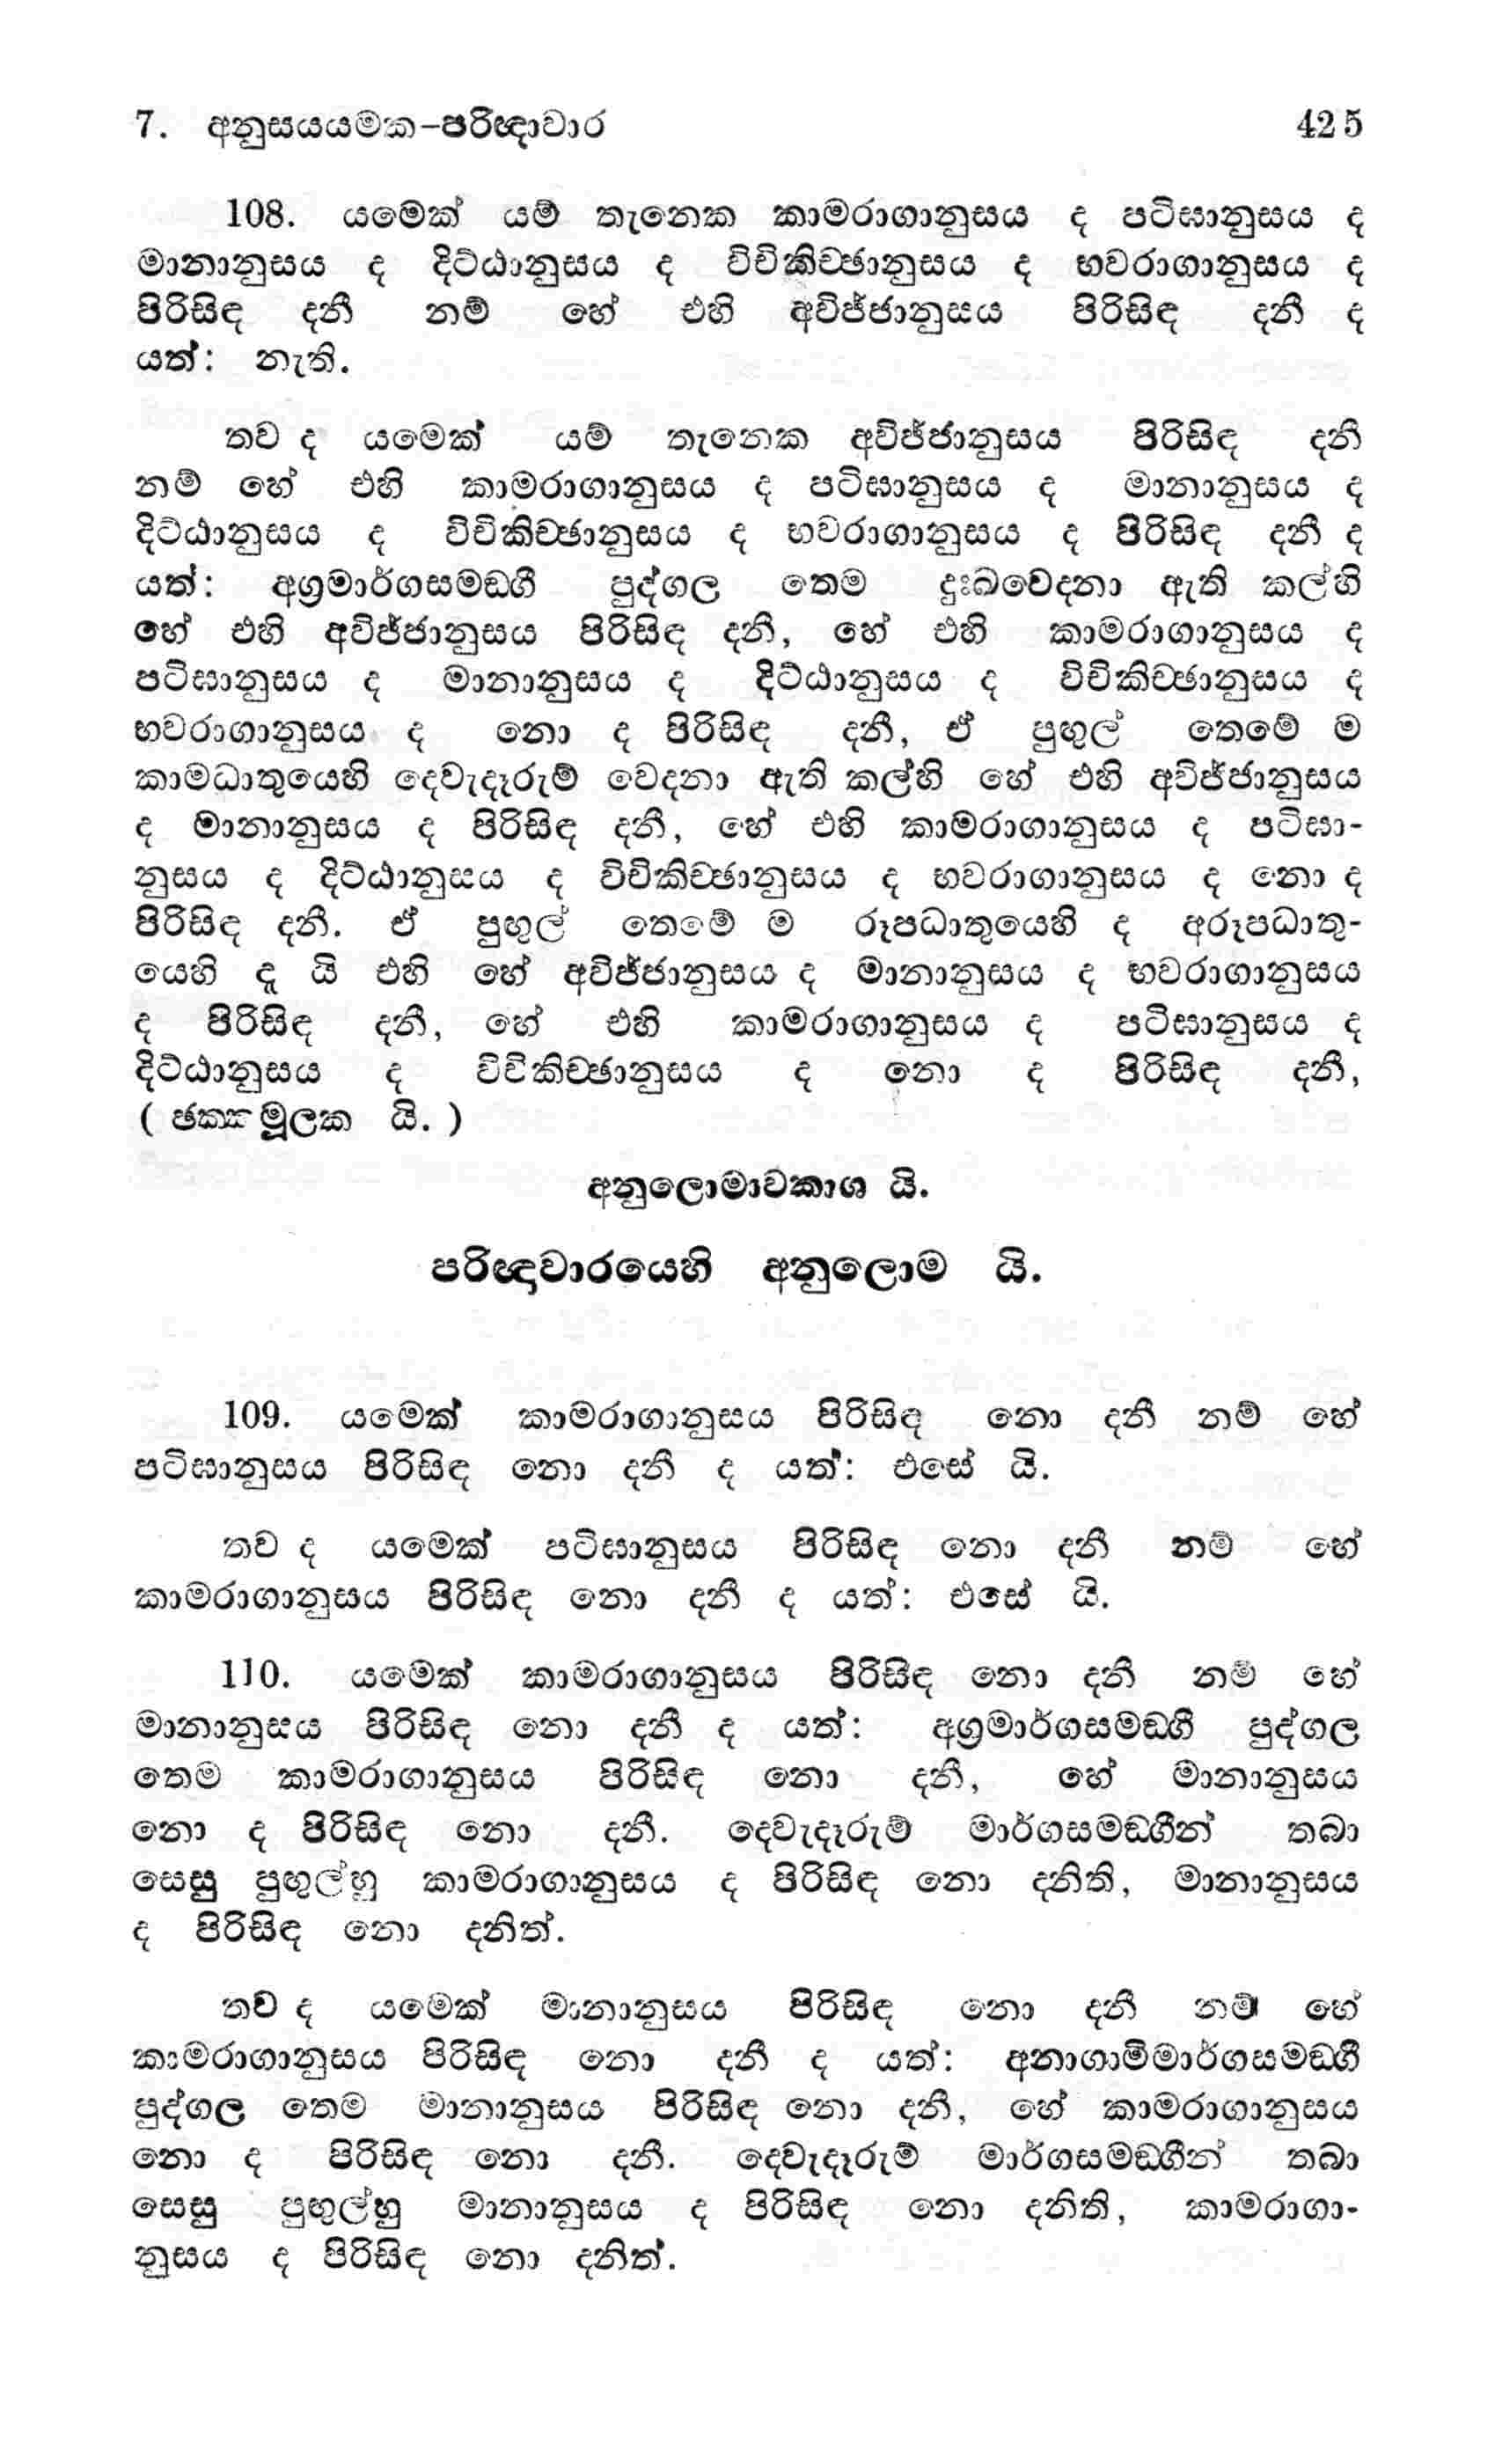 7. අනුසයයමක-පරිඥාවාර 425
108. යමෙක් යම් තැනෙක කාමරාගානුසය ද පටිඝානුසය ද
මානානුසය ද දිට්ඨානුසය ද විචිකිච්ඡානුසය ද භවරාගානුසය ද
පිරිසිඳ දනී නම් හේ එහි අවිජ්ජානුසය පිරිසිඳ දනී ද
යත්: නැති.
තව ද යමෙක් යම් තැනෙක අවිජ්ජානුසය පිරිසිඳ දනී
නම් හේ එහි කාමරාගානුසය ද පටිඝානුසය ද මානානුසය ද
දිට්ඨානුසය ද විචිකිච්ඡානුසය ද භවරාගානුසය ද පිරිසිඳ දනී ද
යත්: අග්‍රමාර්ගසමඞ්ගී පුද්ගල තෙම දුඃඛවේදනා ඇති කල්හි
හේ එහි අවිජ්ජානුසය පිරිසිඳ දනී, හේ එහි කාමරාගානුසය ද
පටිඝානුසය ද මානානුසය ද දිට්ඨානුසය ද විචිකිච්ඡානුසය ද
භවරාගානුසය ද නො ද පිරිසිඳ දනී, ඒ පුඟුල් තෙමේ ම
කාමධාතුයෙහි දෙවැදෑරුම් වෙදනා ඇති කල්හි හේ එහි අවිජ්ජානුසය
ද මානානුසය ද පිරිසිඳ දනී, හේ එහි කාමරාගානුසය ද පටිඝා-
නුසය ද දිට්ඨානුසය ද විචිකිච්ඡානුසය ද භවරාගානුසය ද නො ද
පිරිසිඳ දනී. ඒ පුඟුල් තෙමේ ම රූපධාතුයෙහි ද අරූපධාතු-
යෙහි දැ යි එහි හේ අවිජ්ජානුසය ද මානානුසය ද භවරාගානුසය
ද පිරිසිඳ දනී, හේ එහි කාමරාගානුසය ද පටිඝානුසය ද
දිට්ඨානුසය ද විචිකිච්ඡානුසය ද නො ද පිරිසිඳ දනී,
( ඡක්කමූලක යි. )
අනුලොමාවකාශ යි.
පරිඥාවාරයෙහි අනුලොම යි.
109. යමෙක් කාමරාගානුසය පිරිසිඳ නො දනී නම් හේ
පටිඝානුසය පිරිසිඳ නො දනී ද යත්: එසේ යි.
තව ද යමෙක් පටිඝානුසය පිරිසිඳ නො දනී නම් හේ
කාමරාගානුසය පිරිසිඳ නො දනී ද යත්: එසේ යි.
110. යමෙක් කාමරාගානුසය පිරිසිඳ නො දනී නම් හේ
මානානුසය පිරිසිඳ නො දනී ද යත්: අග්‍රමාර්ගසමඞ්ගී පුද්ගල
තෙම කාමරාගානුසය පිරිසිඳ නො දනී, හේ මානානුසය
නො ද පිරිසිඳ නො දනී. දෙවැදෑරුම් මාර්ගසමඞ්ගීන් තබා
සෙසු පුඟුල්හු කාමරාගානුසය ද පිරිසිඳ නො දනිති, මානානුසය
ද පිරිසිඳ නො දනිත්.
තව ද යමෙක් මානානුසය පිරිසිඳ නො දනී නම් හේ
කාමරාගානුසය පිරිසිඳ නො දනී ද යත්: අනාගාමිමාර්ගසමඞ්ගී
පුද්ගල තෙම මානානුසය පිරිසිඳ නො දනී, හේ කාමරාගානුසය
නො ද පිරිසිඳ නො දනී. දෙවැදෑරුම් මාර්ගසමඞ්ගීන් තබා
සෙසු පුඟුල්හු මානානුසය ද පිරිසිඳ නො දනිති, කාමරාගා-
නුසය ද පිරිසිඳ නො දනිත්.